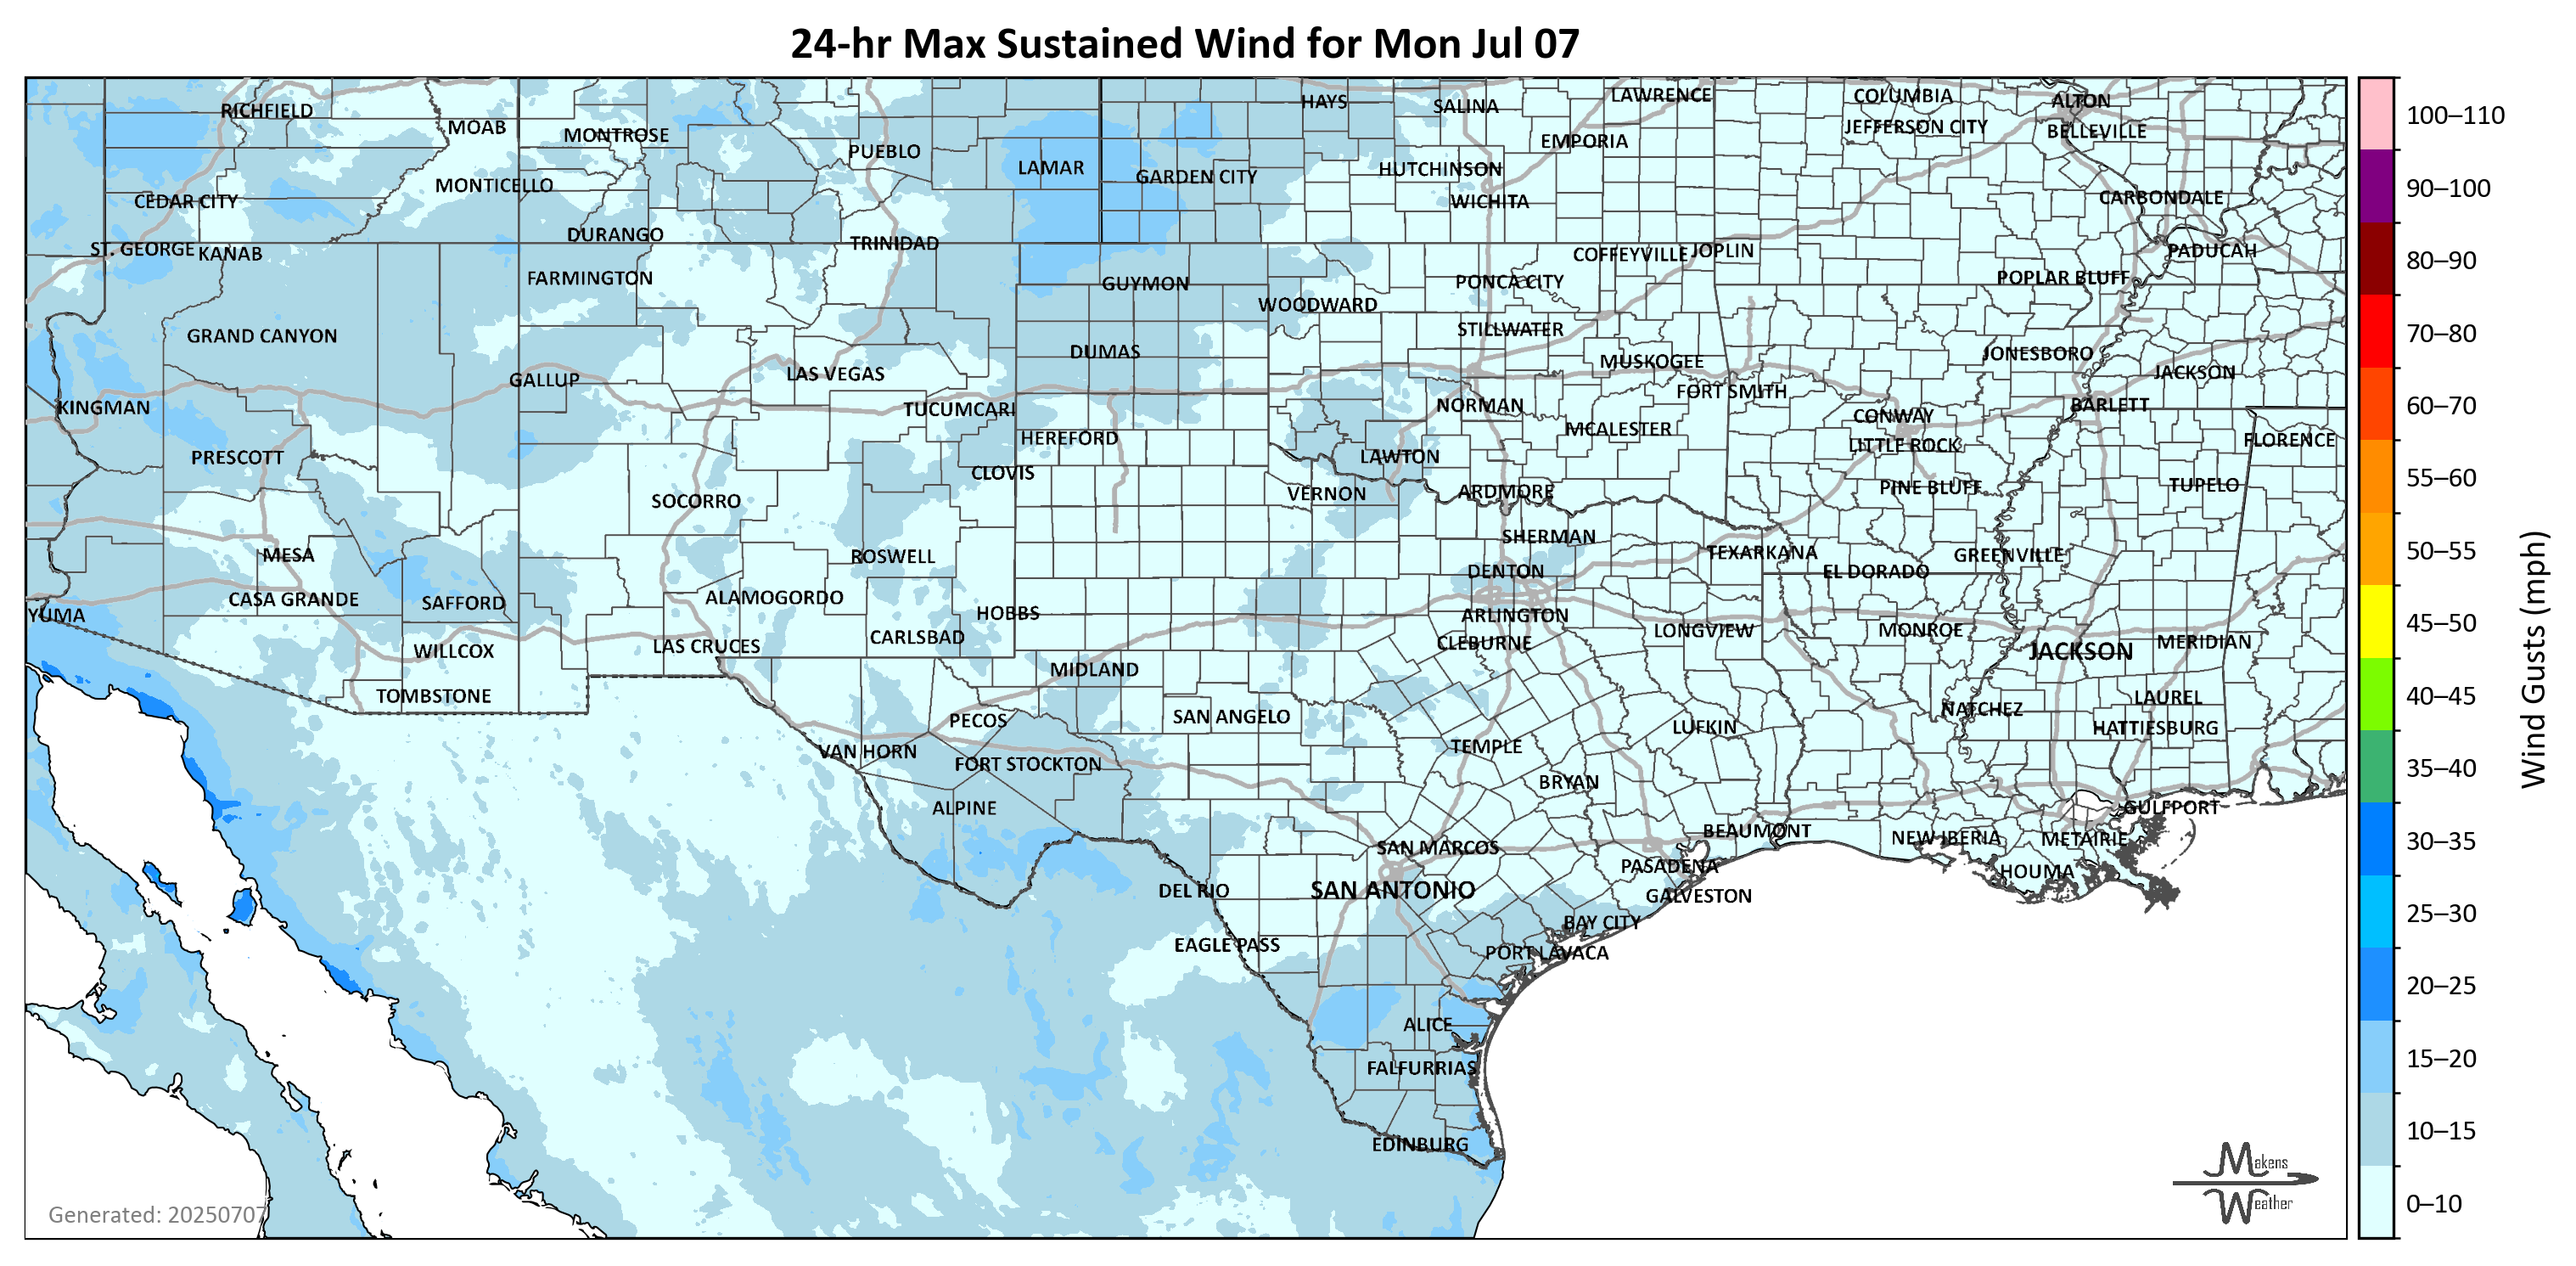 24-hr Max Sustained Wind for Mon Jul 07
RICHFIELD
MOAB
MONTROSE
PUEBLO
LAMAR
HAYS
SALINA
LAWRENCE
COLUMBIA
ALTON
GARDEN CITY
HUTCHINSON
EMPORIA
JEFFERSON CITY
BELLEVILLE
MONTICELLO
CEDAR CITY
WICHITA
CARBONDALE
ST. GEORGE
KANAB
DURANGO
TRINIDAD
FARMINGTON
GUYMON
WOODWARD
PONCA CITY
COFFEYVILLE
JOPLIN
POPLAR BLUFF
PADUCAH
GRAND CANYON
DUMAS
STILLWATER
MUSKOGEE
JONESBORO
JACKSON
GALLUP
LAS VEGAS
FORT SMITH
KINGMAN
TUCUMCARI
NORMAN
CONWAY
BARLETT
HEREFORD
MCALESTER
LITTLE ROCK
FLORENCE
PRESCOTT
CLOVIS
LAWTON
SOCORRO
VERNON
ARDMORE
PINE BLUFF
TUPELO
MESA
ROSWELL
SHERMAN
TEXARKANA
GREENVILLE
DENTON
EL DORADO
CASA GRANDE
SAFFORD
ALAMOGORDO
HOBBS
ARLINGTON
YUMA
WILLCOX
LAS CRUCES
CARLSBAD
CLEBURNE
LONGVIEW
MONROE
JACKSON
MERIDIAN
TOMBSTONE
MIDLAND
PECOS
SAN ANGELO
LUFKIN
NATCHEZ
LAUREL
HATTIESBURG
VAN HORN
FORT STOCKTON
TEMPLE
ALPINE
BRYAN
GULFPORT
SAN MARCOS
BEAUMONT
NEW IBERIA
METAIRIE
DEL RIO
SAN ANTONIO
PASADENA
GALVESTON
HOUMA
EAGLE PASS
BAY CITY
PORT LAVACA
ALICE
FALFURRIAS
EDINBURG
Generated: 20250707
Makens
Weather
100–110
90–100
80–90
70–80
60–70
55–60
50–55
45–50
40–45
35–40
30–35
25–30
20–25
15–20
10–15
0–10
Wind Gusts (mph)